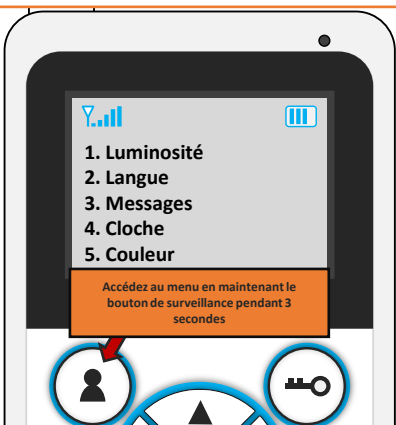 1. Luminosité
2. Langue
3. Messages
4. Cloche
5. Couleur
Accédez au menu en maintenant le
bouton de surveillance pendant 3
secondes